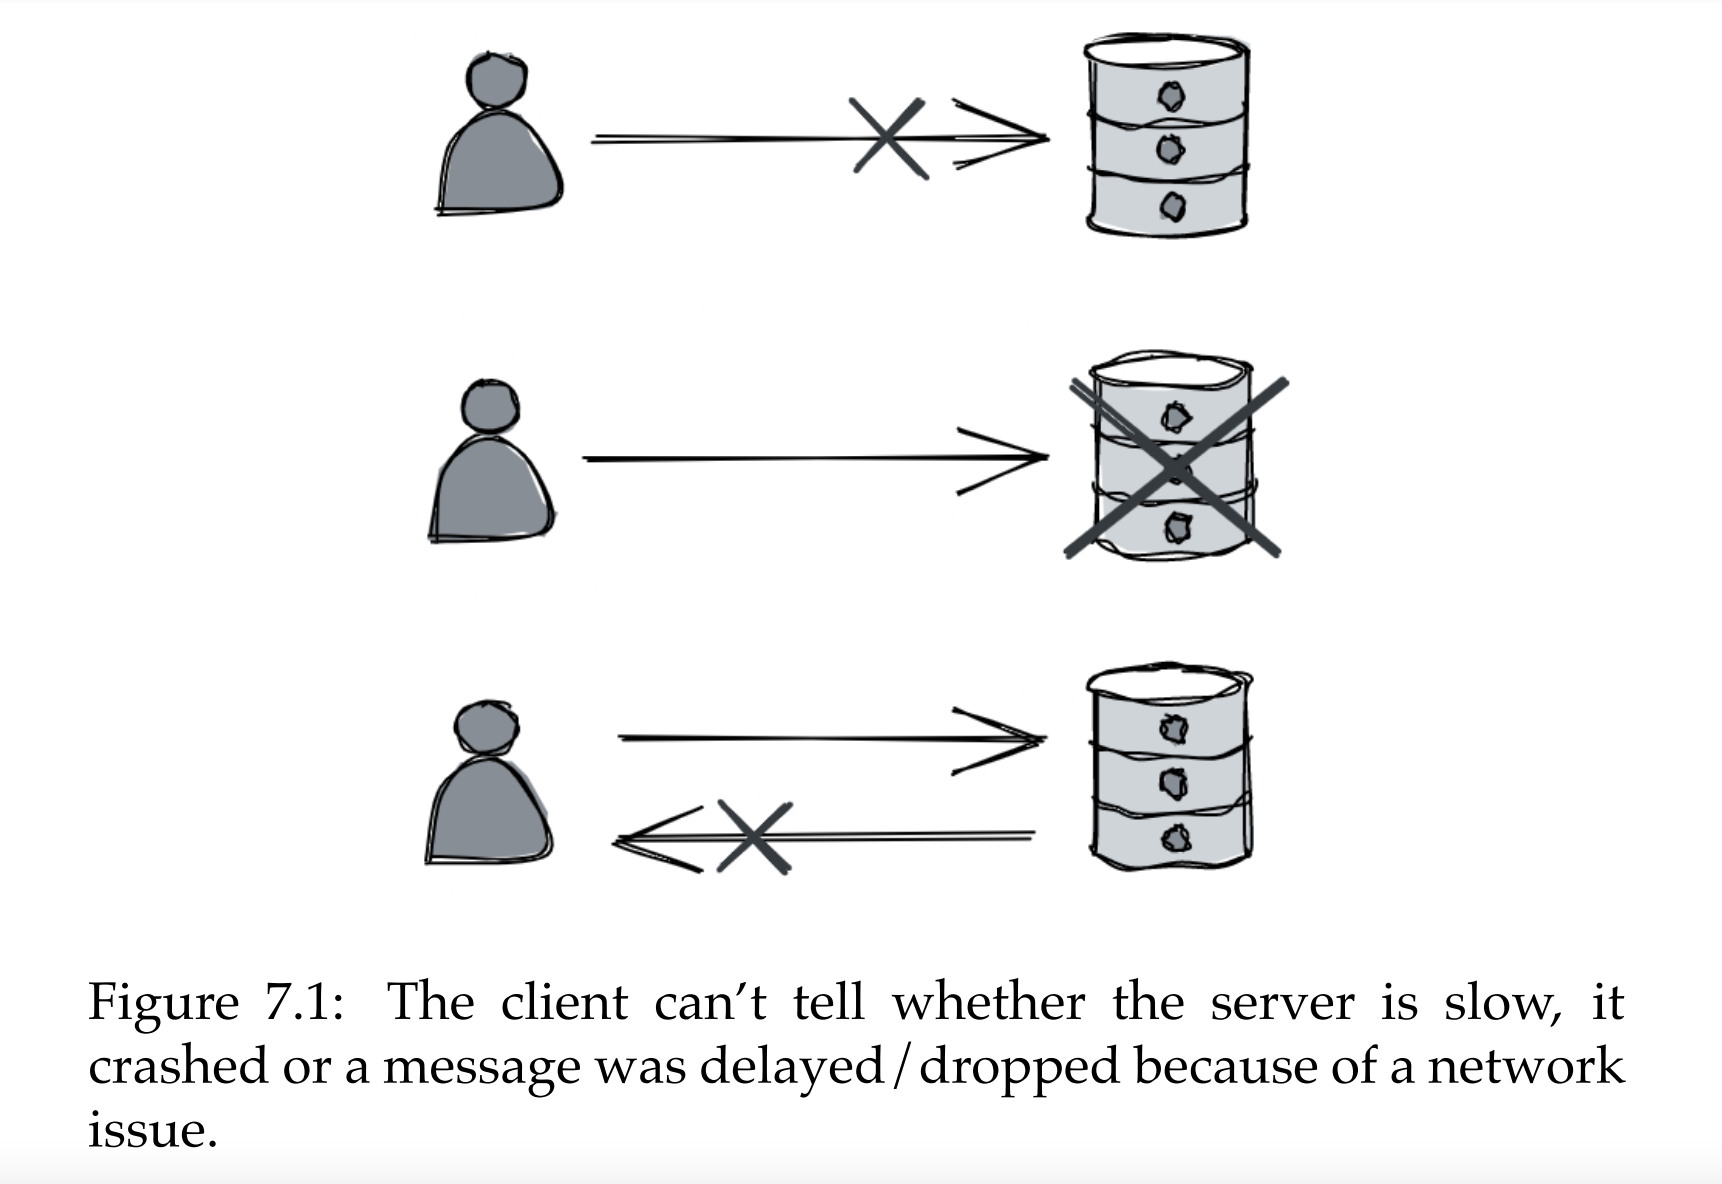 Figure 7.1: The client can’t tell whether the server is slow, it
crashed or a message was delayed/dropped because of a network
issue.